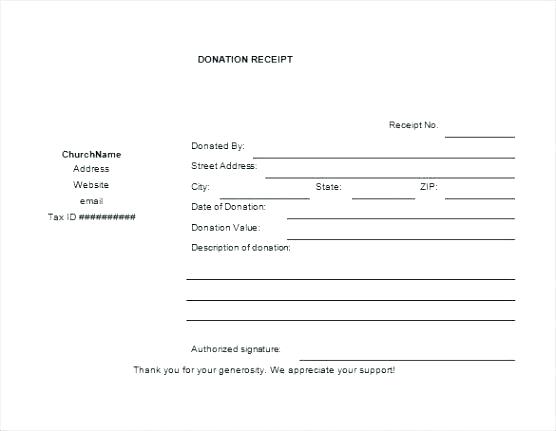 DONATION RECEIPT
Receipt No.
ChurchName
Address
Website
email
Tax ID ##########
Donated By:
Street Address:
City: State: ZIP:
Date of Donation:
Donation Value:
Description of donation:
Authorized signature:
Thank you for your generosity. We appreciate your support!